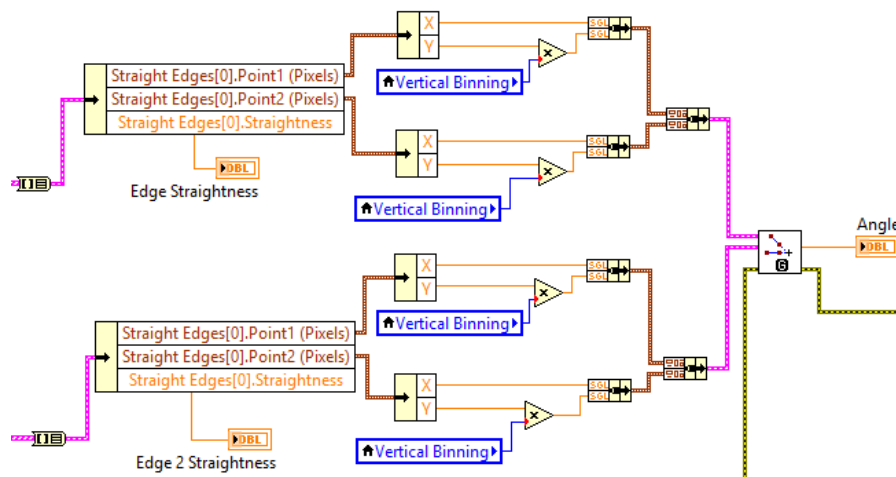 X
Y
SGL
SGL
Vertical Binning
Straight Edges[0].Point1 (Pixels)
Straight Edges[0].Point2 (Pixels)
Straight Edges[0].Straightness
DBL
Edge Straightness
X
Y
SGL
SGL
Vertical Binning
Angle
DBL
G
X
Y
SGL
SGL
Vertical Binning
Straight Edges[0].Point1 (Pixels)
Straight Edges[0].Point2 (Pixels)
Straight Edges[0].Straightness
DBL
Edge 2 Straightness
X
Y
SGL
SGL
Vertical Binning